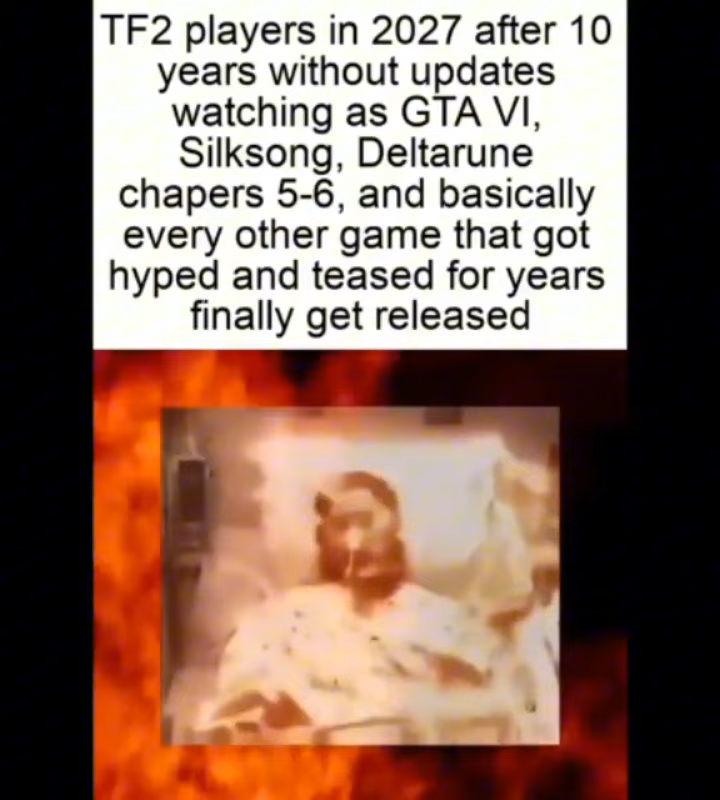 TF2 players in 2027 after 10
years without updates
watching as GTA VI,
Silksong, Deltarune
chapers 5-6, and basically
every other game that got
hyped and teased for years
finally get released